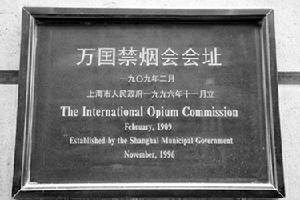 万国禁烟会会址
一九〇九年二月
上海市人民政府一九九六年十一月立
The International Opium Commission
February, 1909
Established by the Shanghai Municipal Government
November, 1996